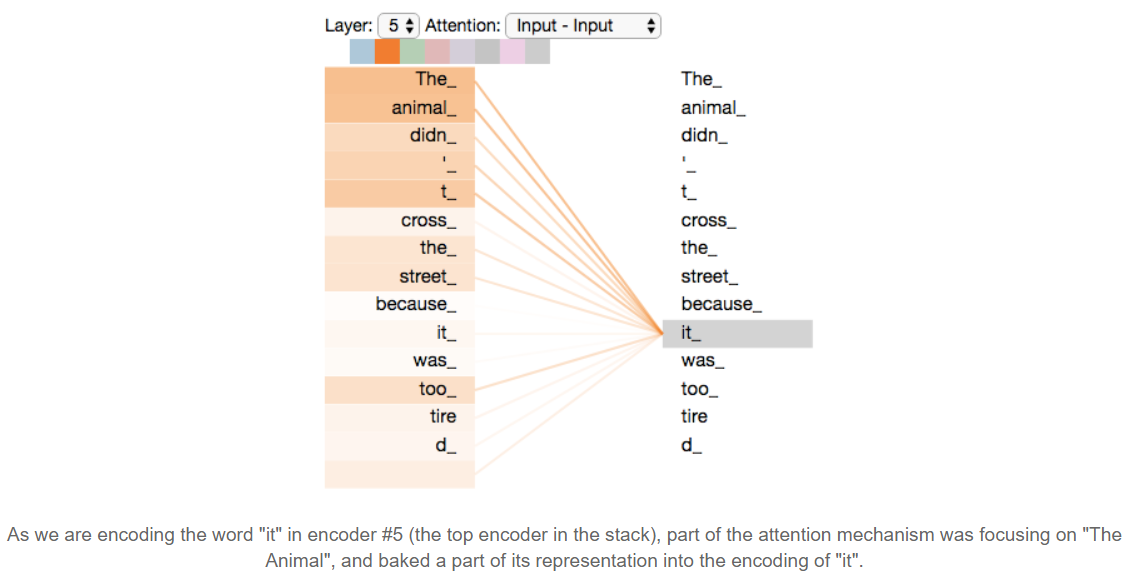 Layer: 5 Attention: Input - Input
The_ The_
animal_ animal_
didn_ didn_
'_ '_
t_ t_
cross_ cross_
the_ the_
street_ street_
because_ because_
it_ it_
was_ was_
too_ too_
tire tire
d_ d_
As we are encoding the word "it" in encoder #5 (the top encoder in the stack), part of the attention mechanism was focusing on "The
Animal", and baked a part of its representation into the encoding of "it".